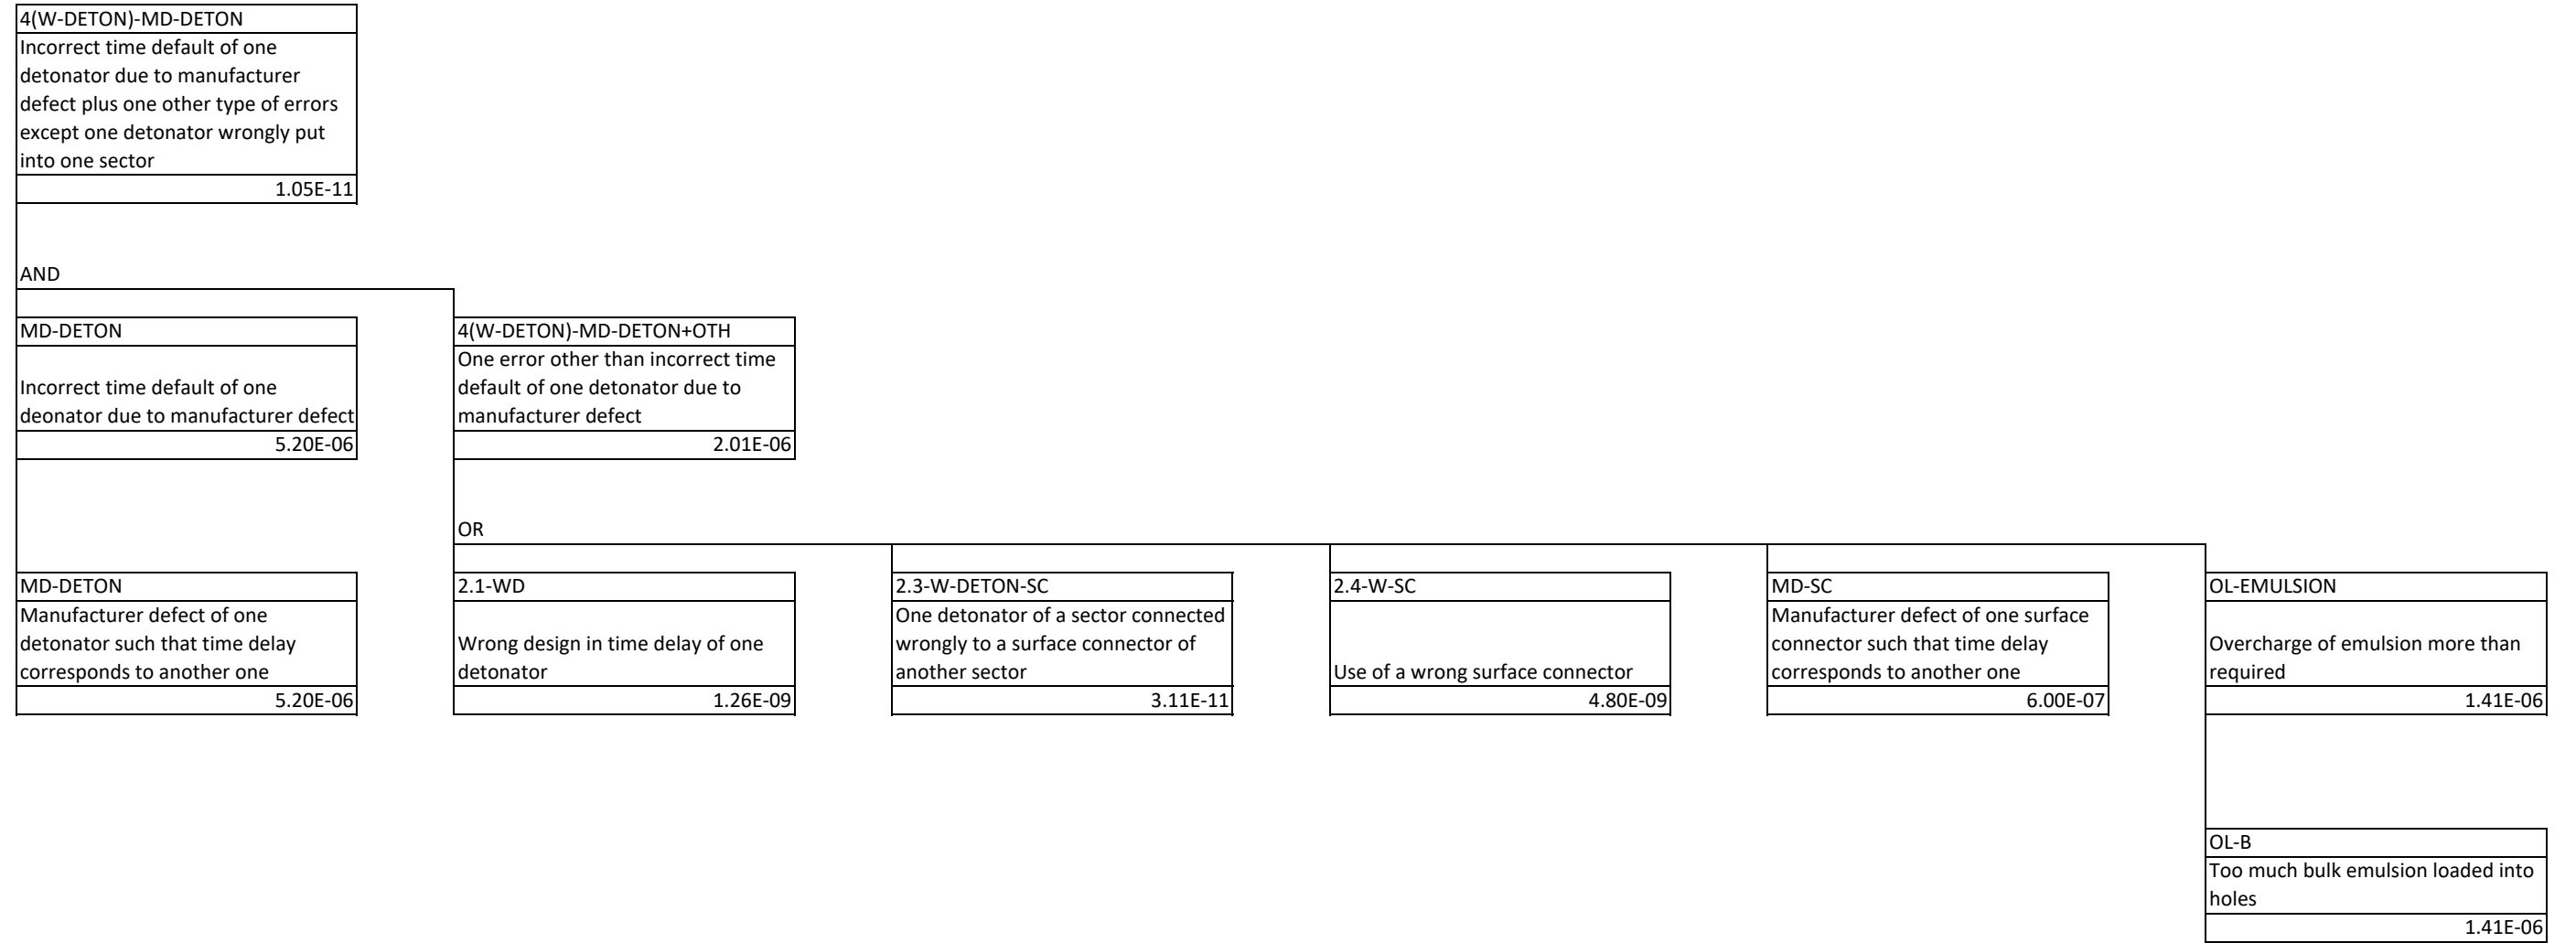 4(W-DETON)-MD-DETON
Incorrect time default of one
detonator due to manufacturer
defect plus one other type of errors
except one detonator wrongly put
into one sector
1.05E-11
AND
MD-DETON
Incorrect time default of one
deonator due to manufacturer defect
5.20E-06
4(W-DETON)-MD-DETON+OTH
One error other than incorrect time
default of one detonator due to
manufacturer defect
2.01E-06
OR
MD-DETON
Manufacturer defect of one
detonator such that time delay
corresponds to another one
5.20E-06
2.1-WD
Wrong design in time delay of one
detonator
1.26E-09
2.3-W-DETON-SC
One detonator of a sector connected
wrongly to a surface connector of
another sector
3.11E-11
2.4-W-SC
Use of a wrong surface connector
4.80E-09
MD-SC
Manufacturer defect of one surface
connector such that time delay
corresponds to another one
6.00E-07
OL-EMULSION
Overcharge of emulsion more than
required
1.41E-06
OL-B
Too much bulk emulsion loaded into
holes
1.41E-06